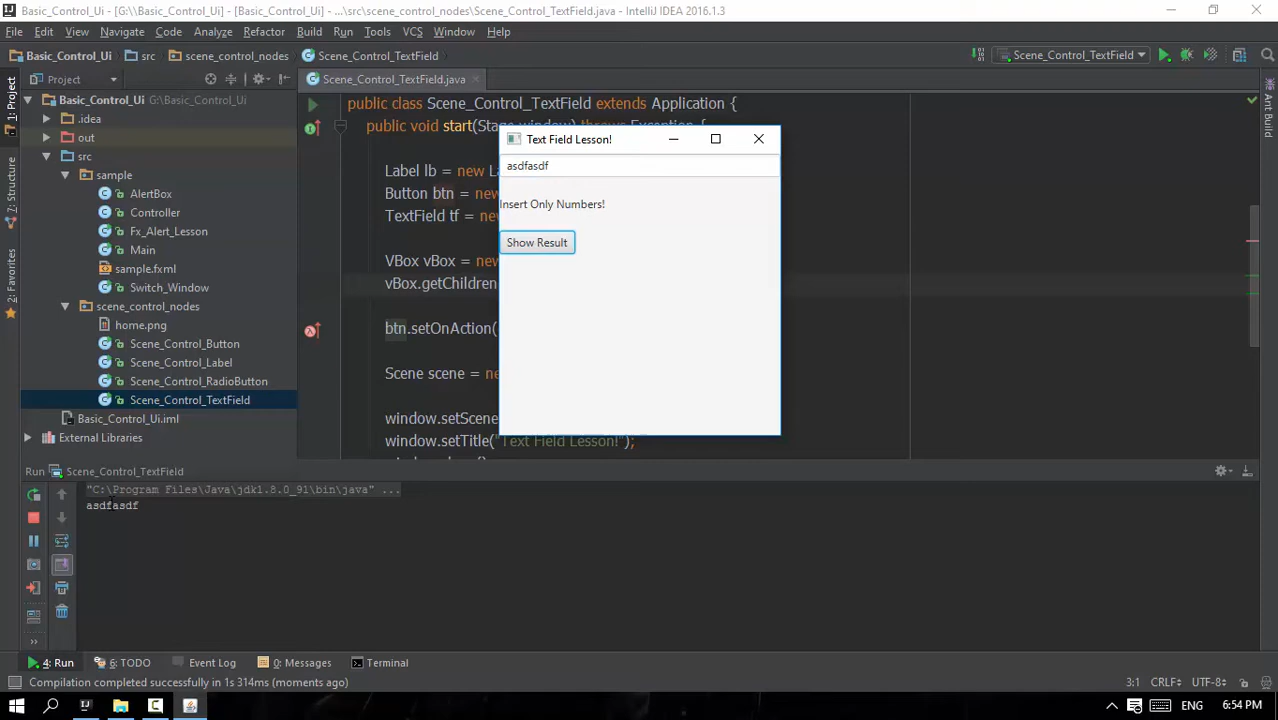 Basic_Control_Ui - [G:\\Basic_Control_Ui] - [Basic_Control_Ui] - ...\src\scene_control_nodes\Scene_Control_TextField.java - IntelliJ IDEA 2016.1.3
File Edit View Navigate Code Analyze Refactor Build Run Tools VCS Window Help
Basic_Control_Ui src scene_control_nodes Scene_Control_TextField Scene_Control_TextField
Project Scene_Control_TextField.java
1: Project
Z: Structure
2: Favorites
Ant Build
Basic_Control_Ui G:\Basic_Control_Ui
.idea
out
src
sample
AlertBox
Controller
Fx_Alert_Lesson
Main
sample.fxml
Switch_Window
scene_control_nodes
home.png
Scene_Control_Button
Scene_Control_Label
Scene_Control_RadioButton
Scene_Control_TextField
Basic_Control_Ui.iml
External Libraries
public class Scene_Control_TextField extends Application {
public void start(Stage window) throws Exception {
Label lb = new La
Button btn = new
TextField tf = ne
VBox vBox = new
vBox.getChildren
btn.setOnAction(
Scene scene = ne
window.setScene
window.setTitle("Text Field Lesson!");
Text Field Lesson!
asdfasdf
Insert Only Numbers!
Show Result
Run Scene_Control_TextField
"C:\Program Files\Java\jdk1.8.0_91\bin\java" ...
asdfasdf
4: Run 6: TODO Event Log 0: Messages Terminal
Compilation completed successfully in 1s 314ms (moments ago) 3:1 CRLF UTF-8
ENG 6:54 PM